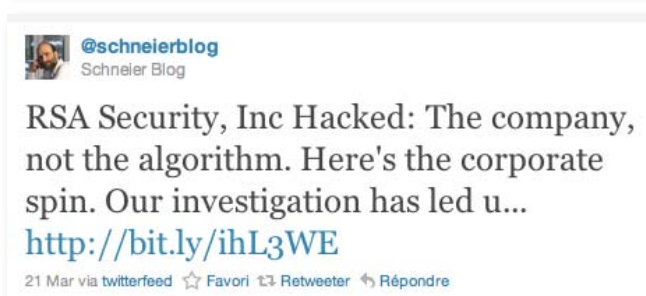 @schneierblog
Schneier Blog
RSA Security, Inc Hacked: The company,
not the algorithm. Here's the corporate
spin. Our investigation has led u...
http://bit.ly/ihL3WE
21 Mar via twitterfeed Favori Retweeter Répondre